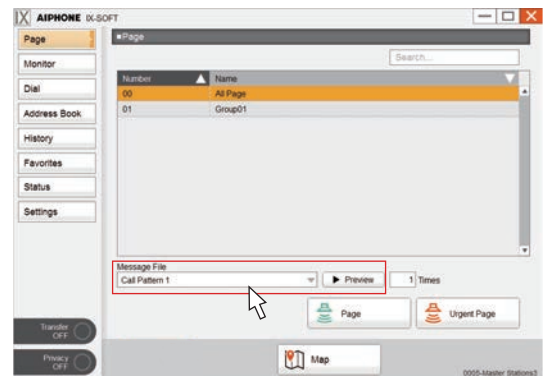 AIPHONE IX-SOFT
Page
Monitor
Dial
Address Book
History
Favorites
Status
Settings
Transfer
OFF
Privacy
OFF
■Page
Search...
Number Name
00 All Page
01 Group01
Message File
Call Pattern 1 Preview 1 Times
Page Urgent Page
Map
0005-Master Stations3